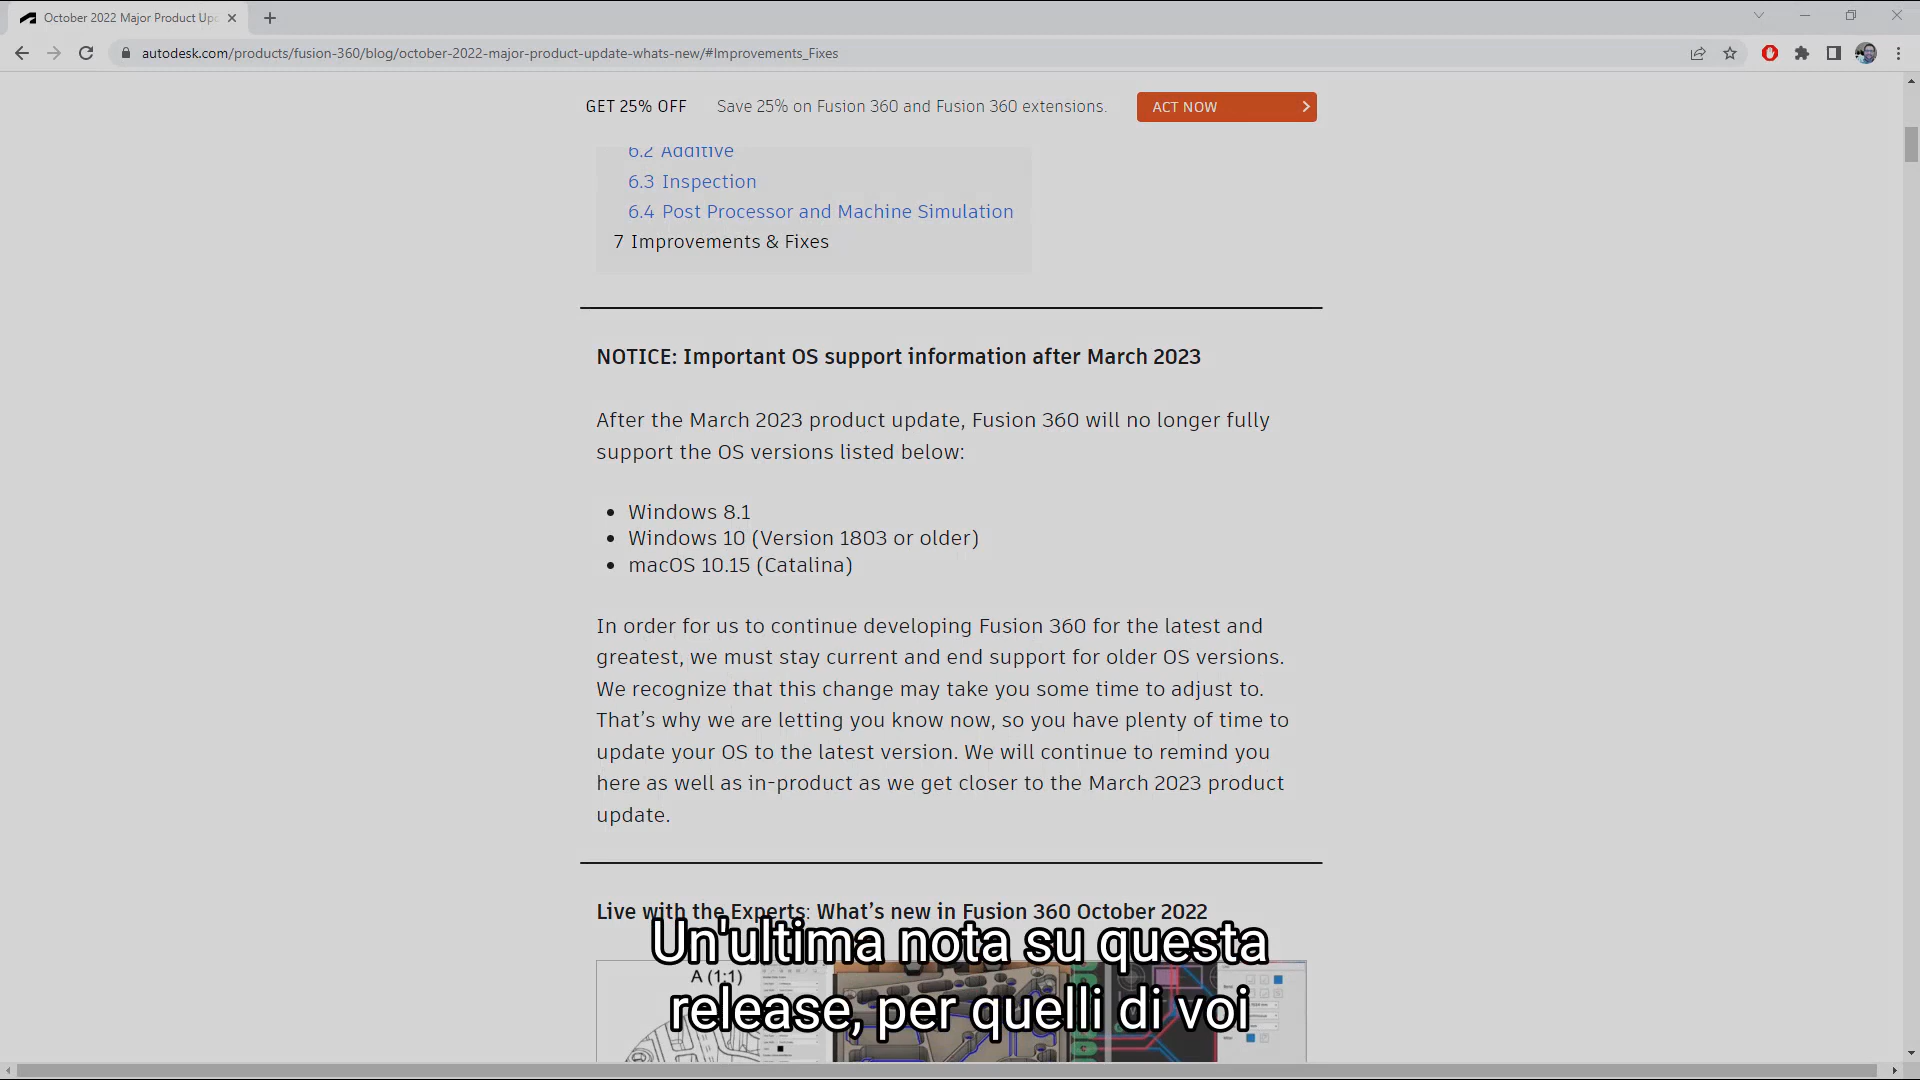 October 2022 Major Product Up
autodesk.com/products/fusion-360/blog/october-2022-major-product-update-whats-new/#Improvements_Fixes
GET 25% OFF Save 25% on Fusion 360 and Fusion 360 extensions. ACT NOW
6.2 Additive
6.3 Inspection
6.4 Post Processor and Machine Simulation
7 Improvements & Fixes
NOTICE: Important OS support information after March 2023
After the March 2023 product update, Fusion 360 will no longer fully
support the OS versions listed below:
• Windows 8.1
• Windows 10 (Version 1803 or older)
• macOS 10.15 (Catalina)
In order for us to continue developing Fusion 360 for the latest and
greatest, we must stay current and end support for older OS versions.
We recognize that this change may take you some time to adjust to.
That’s why we are letting you know now, so you have plenty of time to
update your OS to the latest version. We will continue to remind you
here as well as in-product as we get closer to the March 2023 product
update.
Live with the Experts: What’s new in Fusion 360 October 2022
Un'ultima nota su questa
A (1:1)
release, per quelli di voi